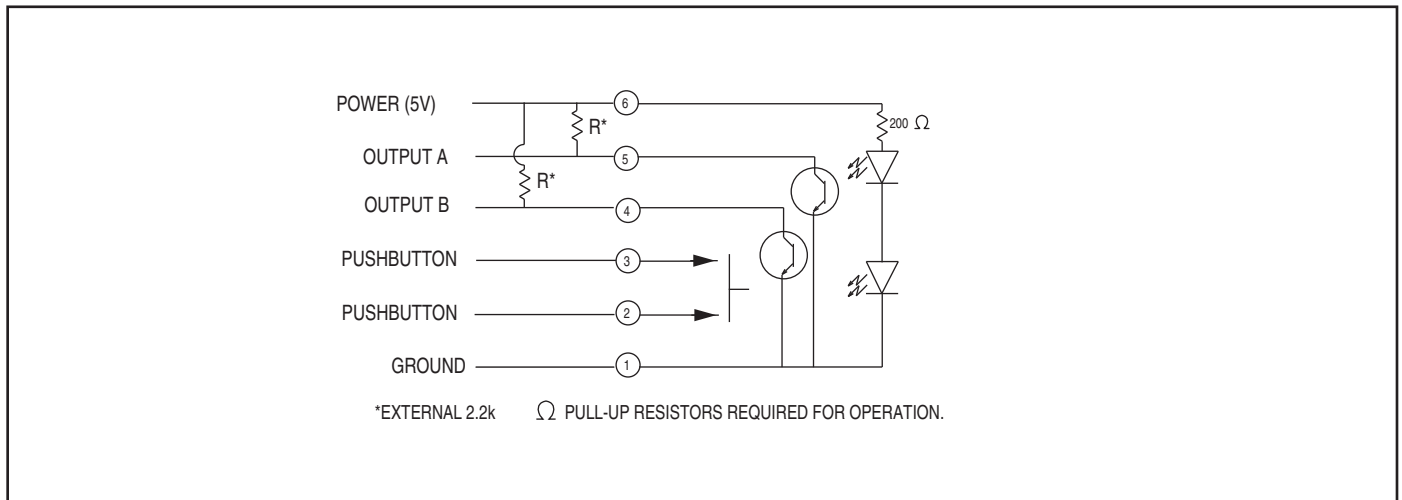 POWER (5V)
6
R*
200 Ω
OUTPUT A
5
R*
OUTPUT B
4
PUSHBUTTON
3
PUSHBUTTON
2
GROUND
1
*EXTERNAL 2.2k Ω PULL-UP RESISTORS REQUIRED FOR OPERATION.